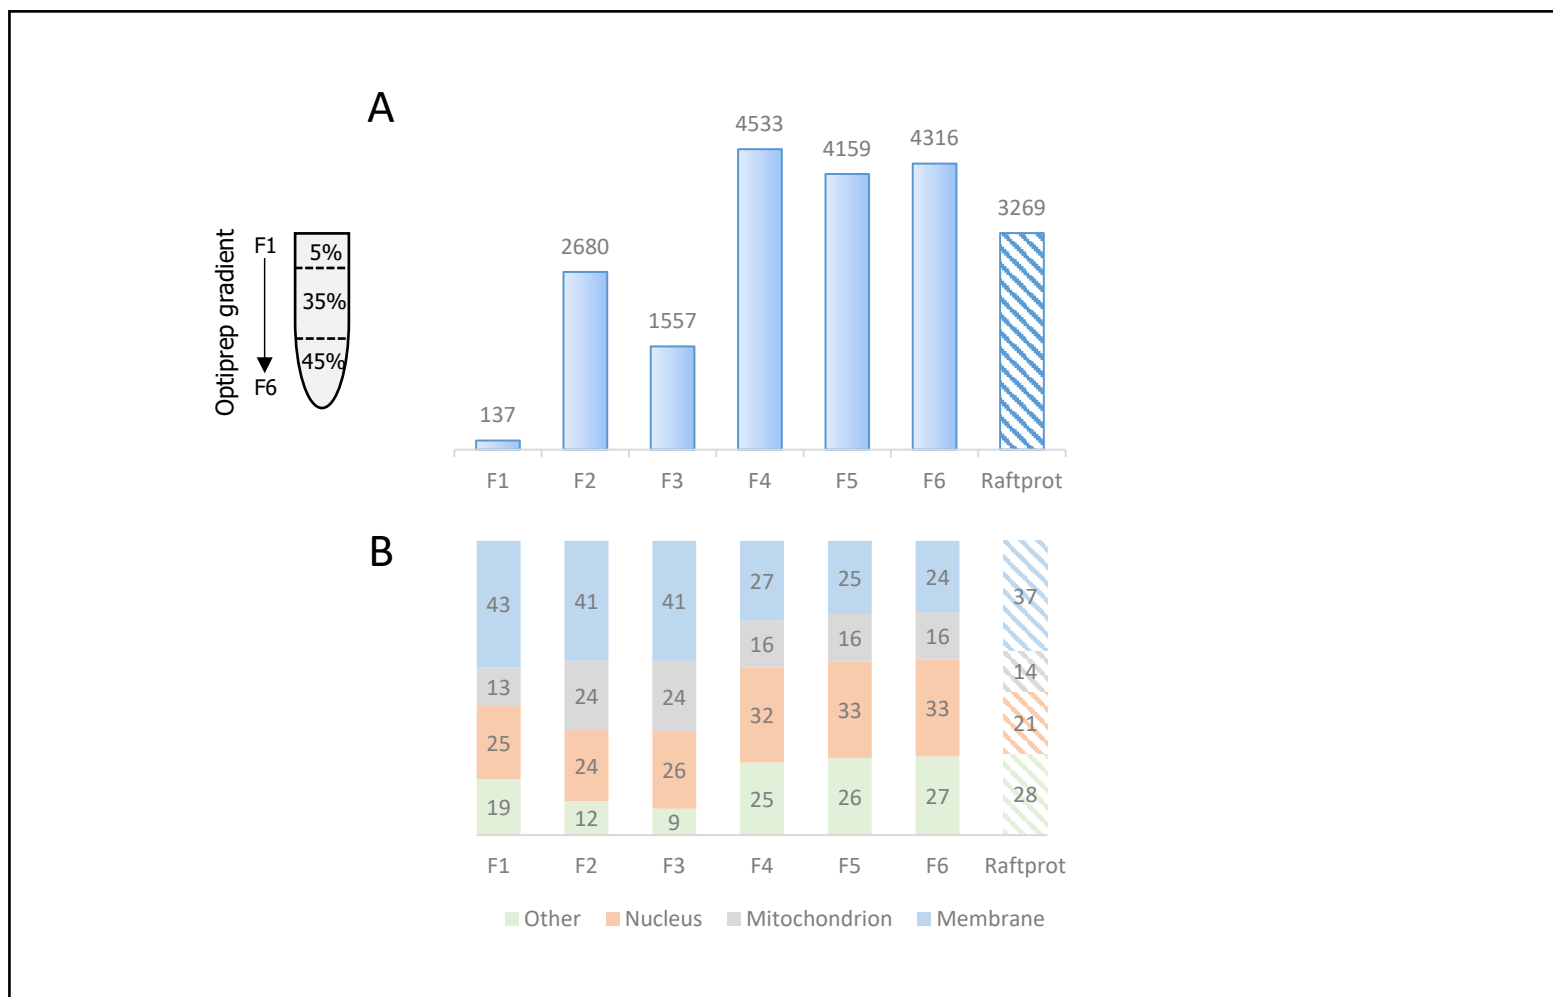 A
4533
4159
4316
3269
2680
1557
137
Optiprep gradient
F1
F6
5%
35%
45%
F1 F2 F3 F4 F5 F6 Raftprot
B
43 41 41 27 25 24 37
13 24 24 16 16 16 14
25 24 26 32 33 33 21
19 12 9 25 26 27 28
F1 F2 F3 F4 F5 F6 Raftprot
Other Nucleus Mitochondrion Membrane